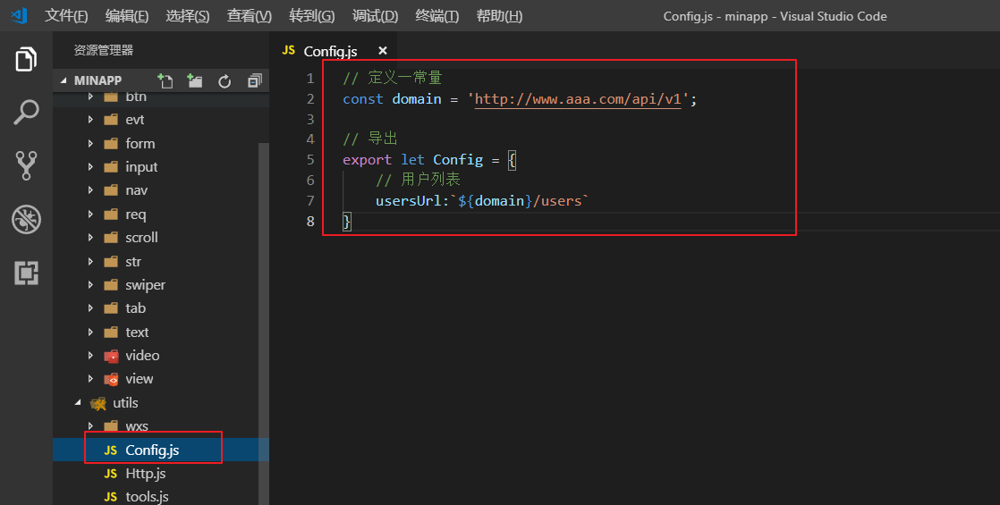 文件(F) 编辑(E) 选择(S) 查看(V) 转到(G) 调试(D) 终端(T) 帮助(H) Config.js - minapp - Visual Studio Code
资源管理器
MINAPP
btn
evt
form
input
nav
req
scroll
str
swiper
tab
text
video
view
utils
wxs
JS Config.js
JS Http.js
JS tools.js
JS Config.js ×
1 // 定义一常量
2 const domain = 'http://www.aaa.com/api/v1';
3
4 // 导出
5 export let Config = {
6 // 用户列表
7 usersUrl:`${domain}/users`
8 }